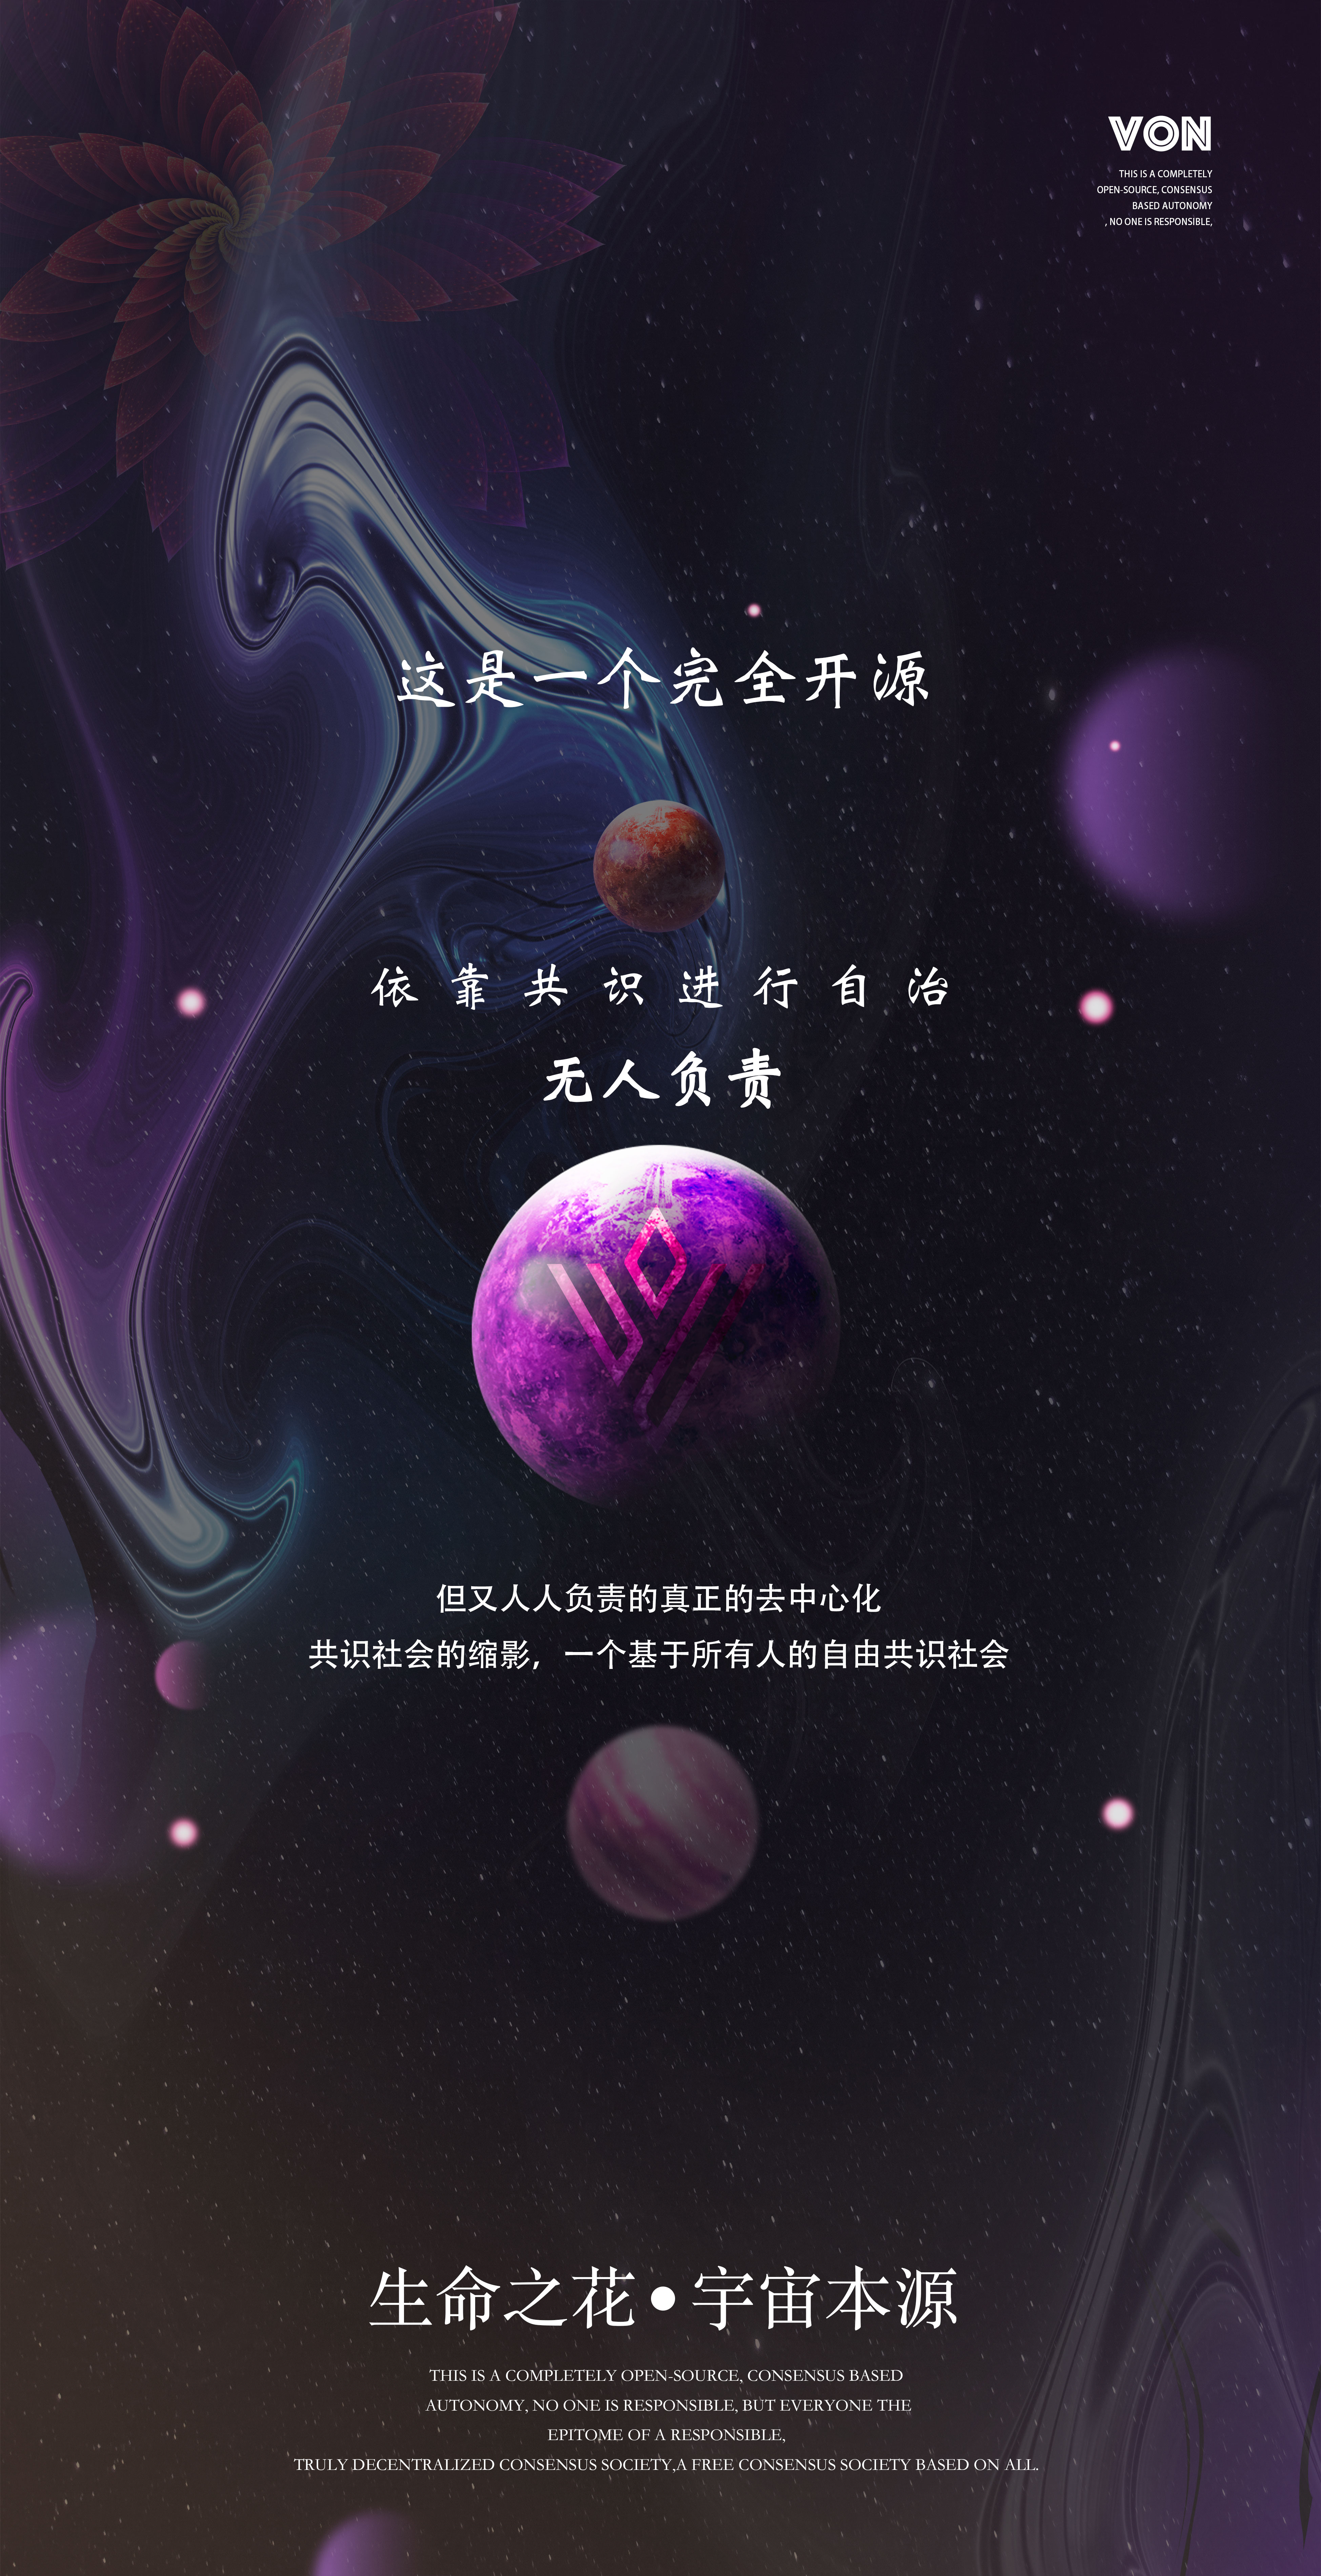 VON
THIS IS A COMPLETELY
OPEN-SOURCE, CONSENSUS
BASED AUTONOMY
, NO ONE IS RESPONSIBLE,
这是一个完全开源
依靠共识进行自治
无人负责
但又人人负责的真正的去中心化
共识社会的缩影，一个基于所有人的自由共识社会
生命之花•宇宙本源
THIS IS A COMPLETELY OPEN-SOURCE, CONSENSUS BASED
AUTONOMY, NO ONE IS RESPONSIBLE, BUT EVERYONE THE
EPITOME OF A RESPONSIBLE,
TRULY DECENTRALIZED CONSENSUS SOCIETY,A FREE CONSENSUS SOCIETY BASED ON ALL.